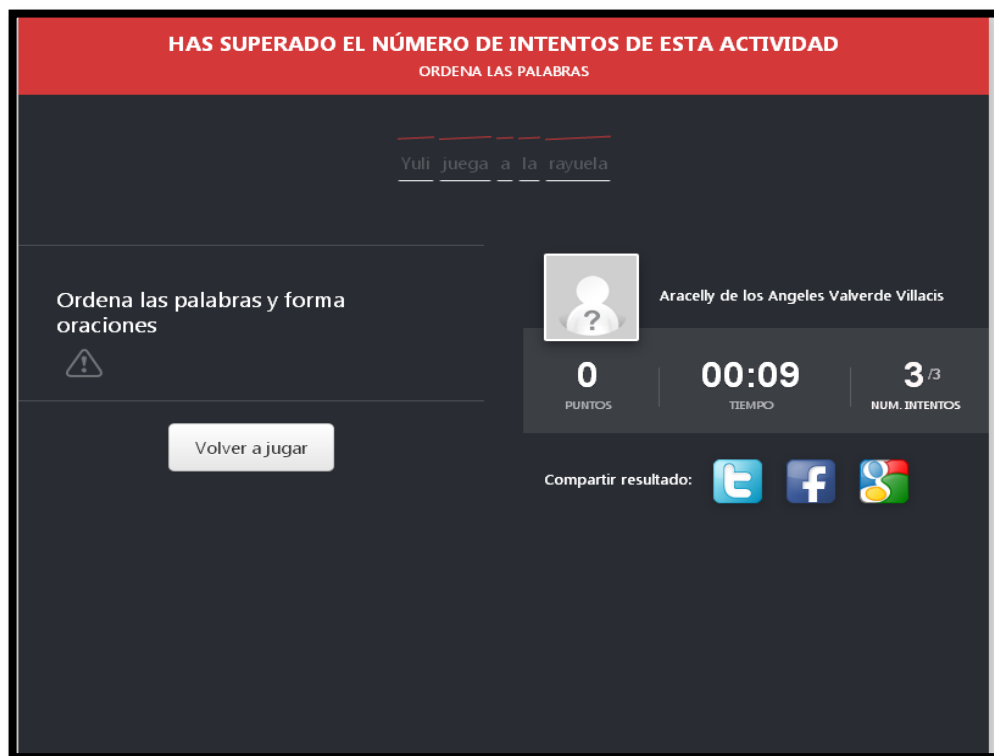 HAS SUPERADO EL NÚMERO DE INTENTOS DE ESTA ACTIVIDAD
ORDENA LAS PALABRAS
Yuli juega a la rayuela
Ordena las palabras y forma
oraciones
Volver a jugar
Aracelly de los Angeles Valverde Villacis
0 00:09 3/3
PUNTOS TIEMPO NUM. INTENTOS
Compartir resultado: